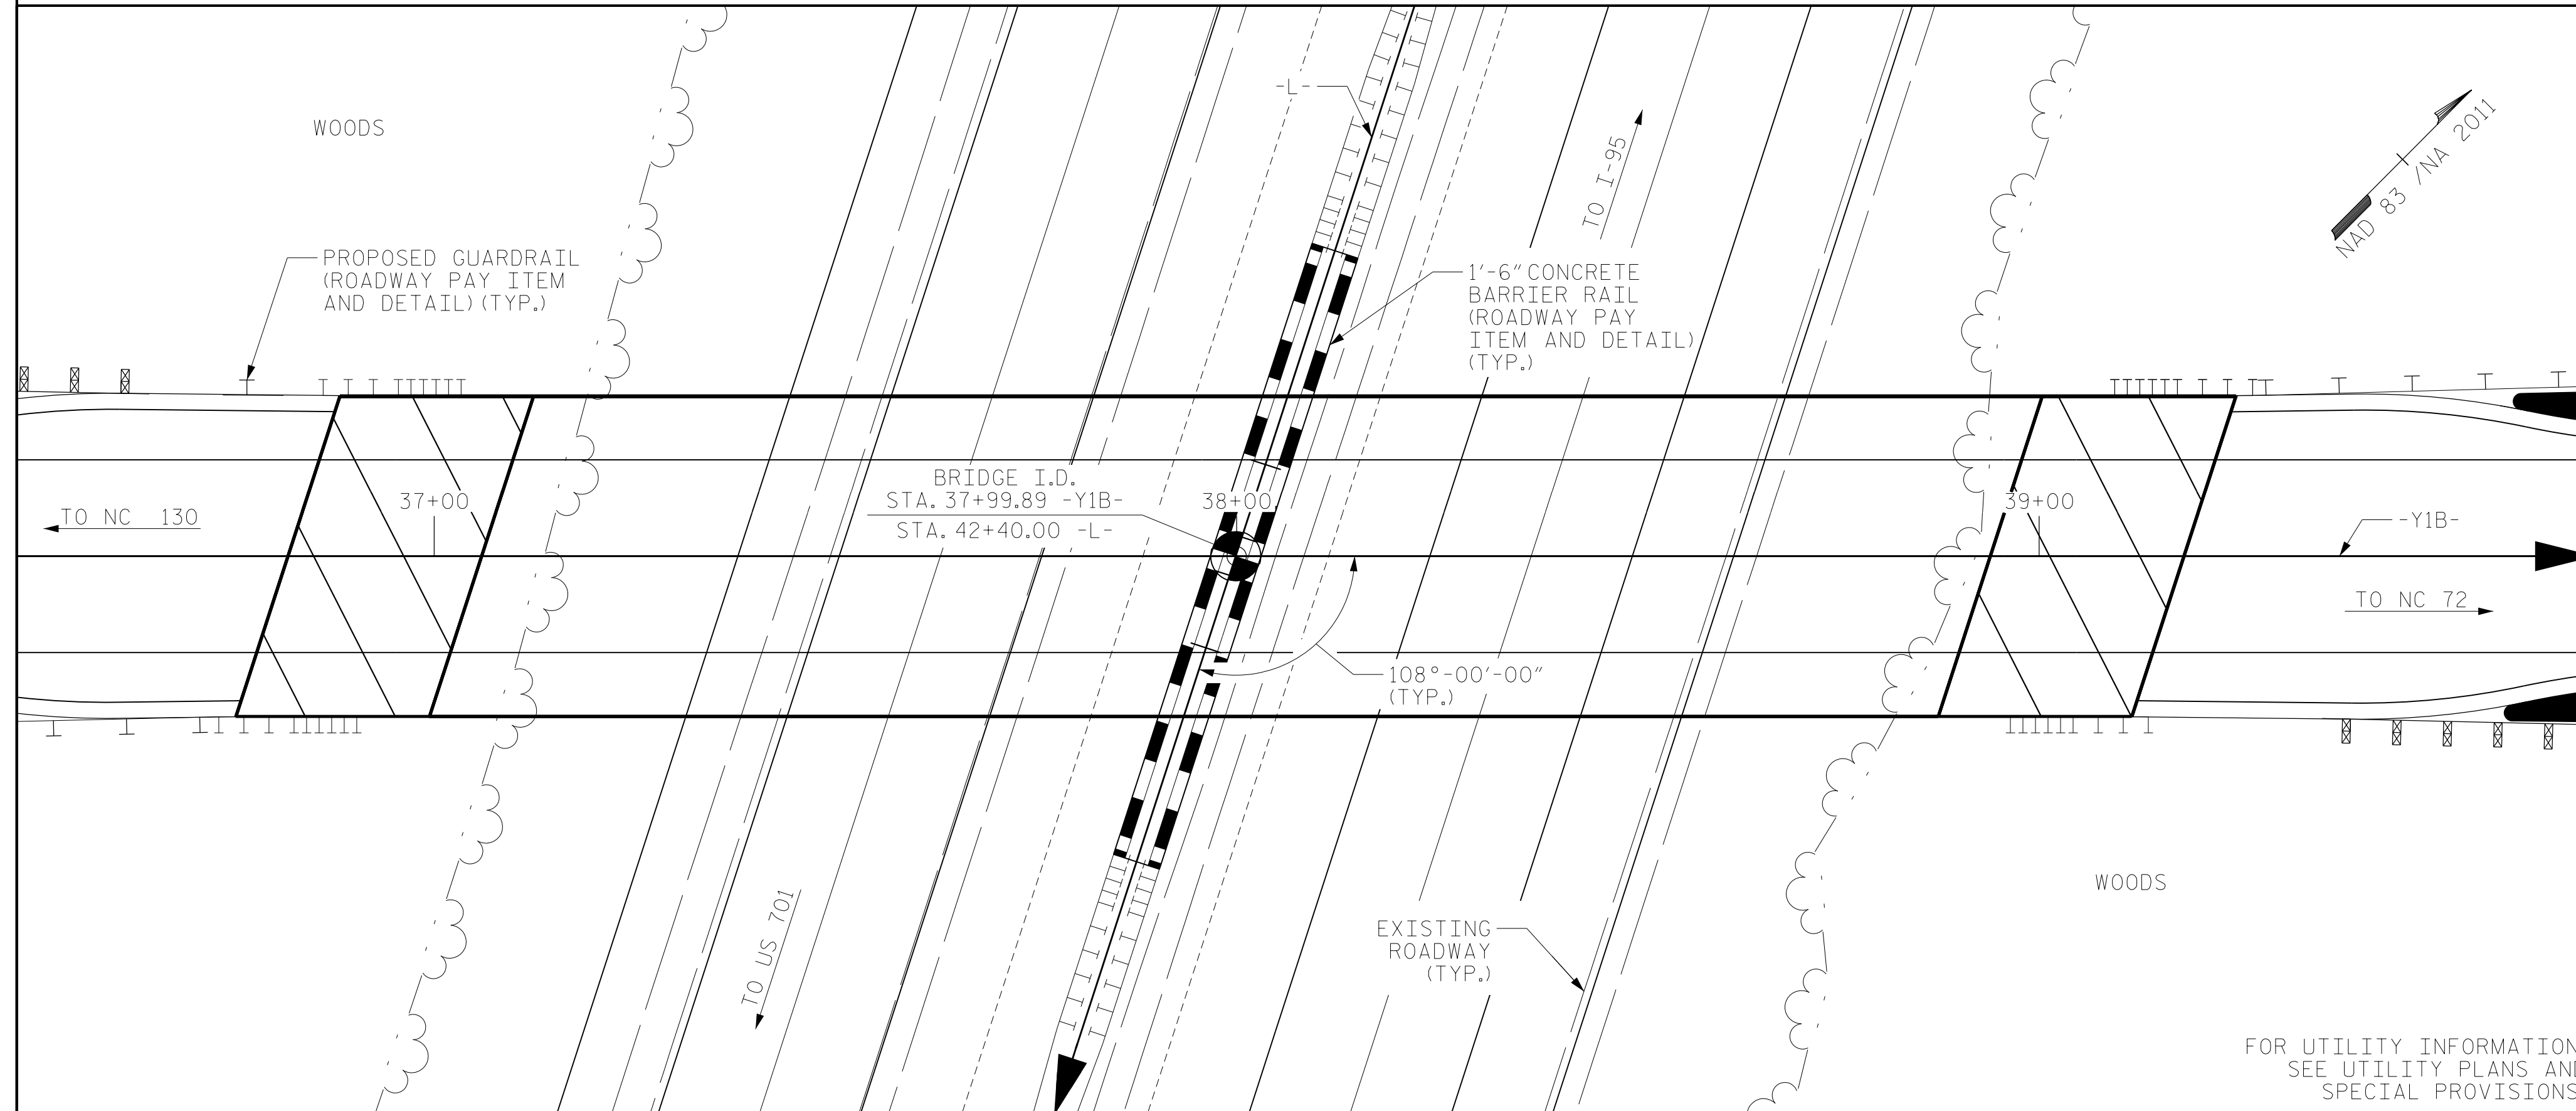 WOODS
-L-
TO I-95
NAD 83 /NA 2011
PROPOSED GUARDRAIL
(ROADWAY PAY ITEM
AND DETAIL)(TYP.)
1'-6" CONCRETE
BARRIER RAIL
(ROADWAY PAY
ITEM AND DETAIL)
(TYP.)
BRIDGE I.D.
STA. 37+99.89 -Y1B-
STA. 42+40.00 -L-
37+00
38+00
39+00
TO NC 130
-Y1B-
TO NC 72
108°-00'-00"
(TYP.)
WOODS
TO US 701
EXISTING
ROADWAY
(TYP.)
FOR UTILITY INFORMATION
SEE UTILITY PLANS AND
SPECIAL PROVISIONS